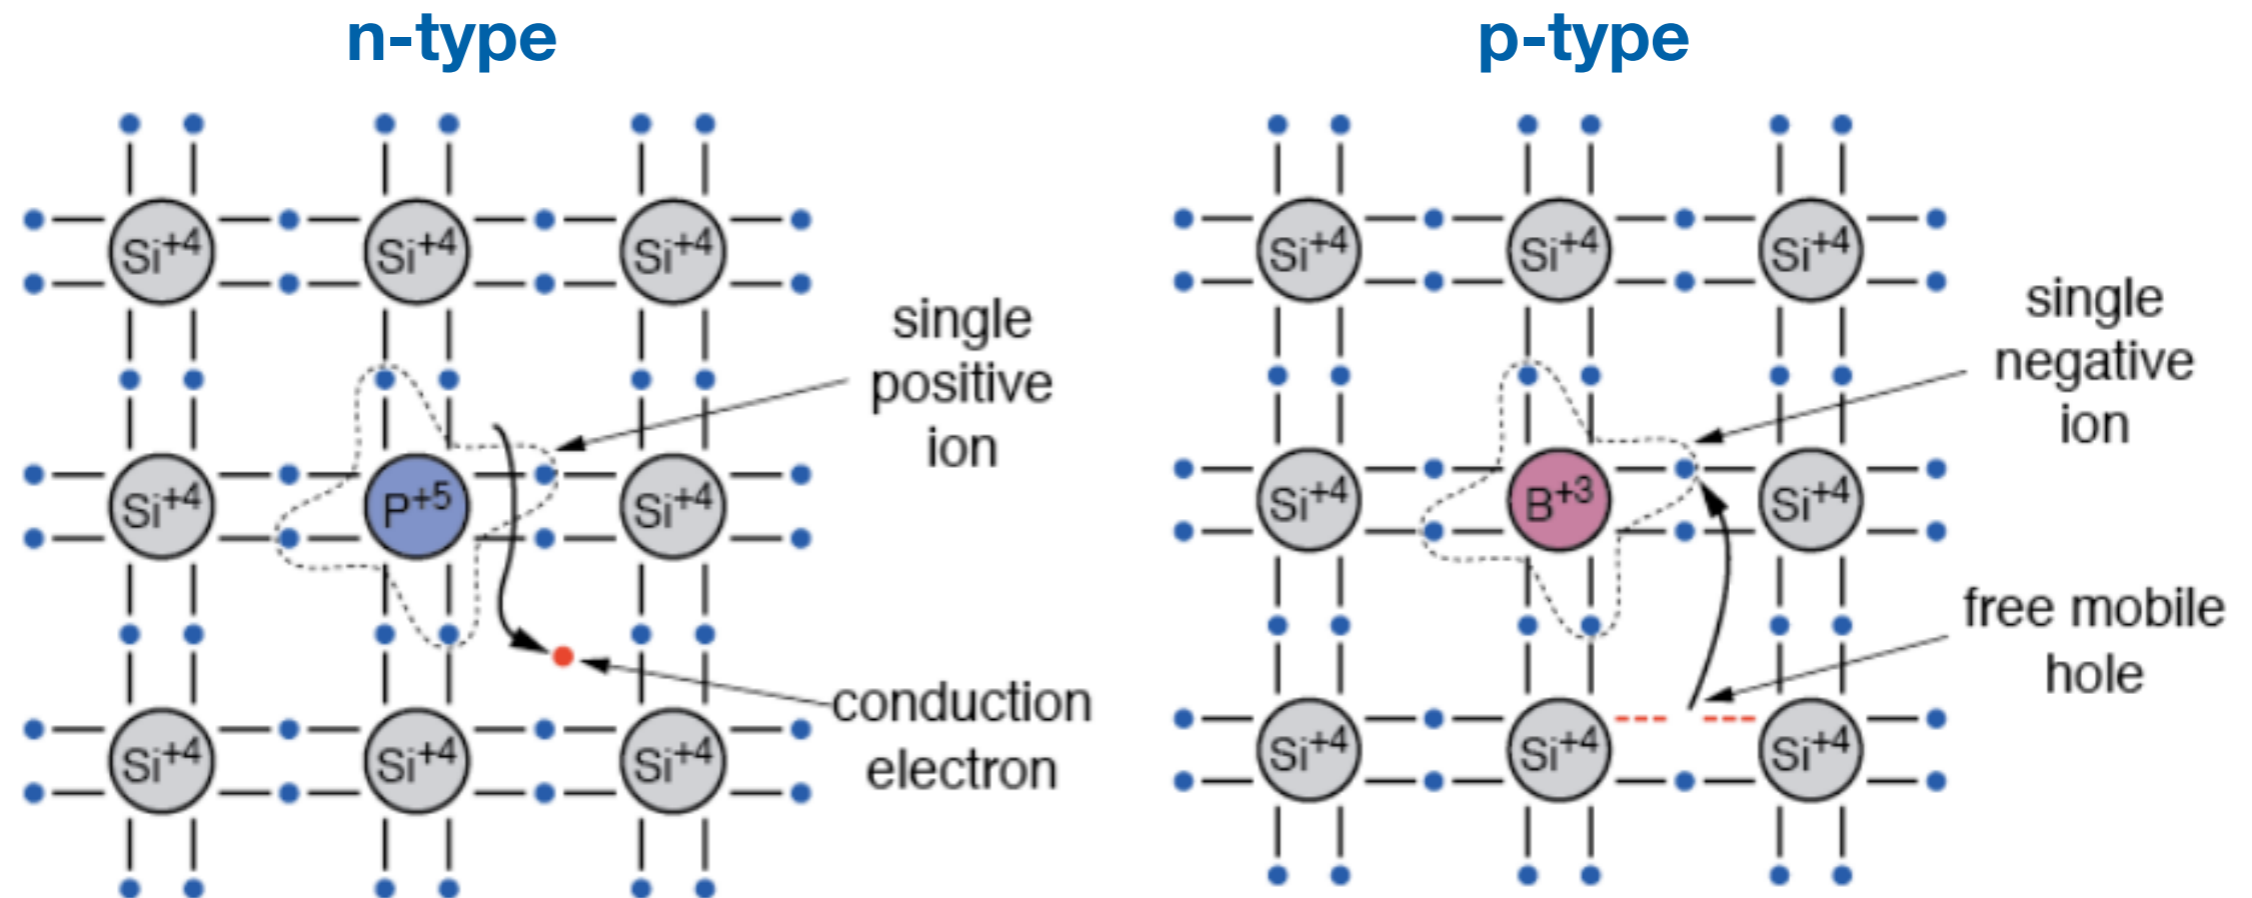 n-type
p-type
Si+4 Si+4 Si+4
single
positive
ion
Si+4 P+5 Si+4
conduction
electron
Si+4 Si+4 Si+4
Si+4 Si+4 Si+4
single
negative
ion
Si+4 B+3 Si+4
free mobile
hole
Si+4 Si+4 Si+4